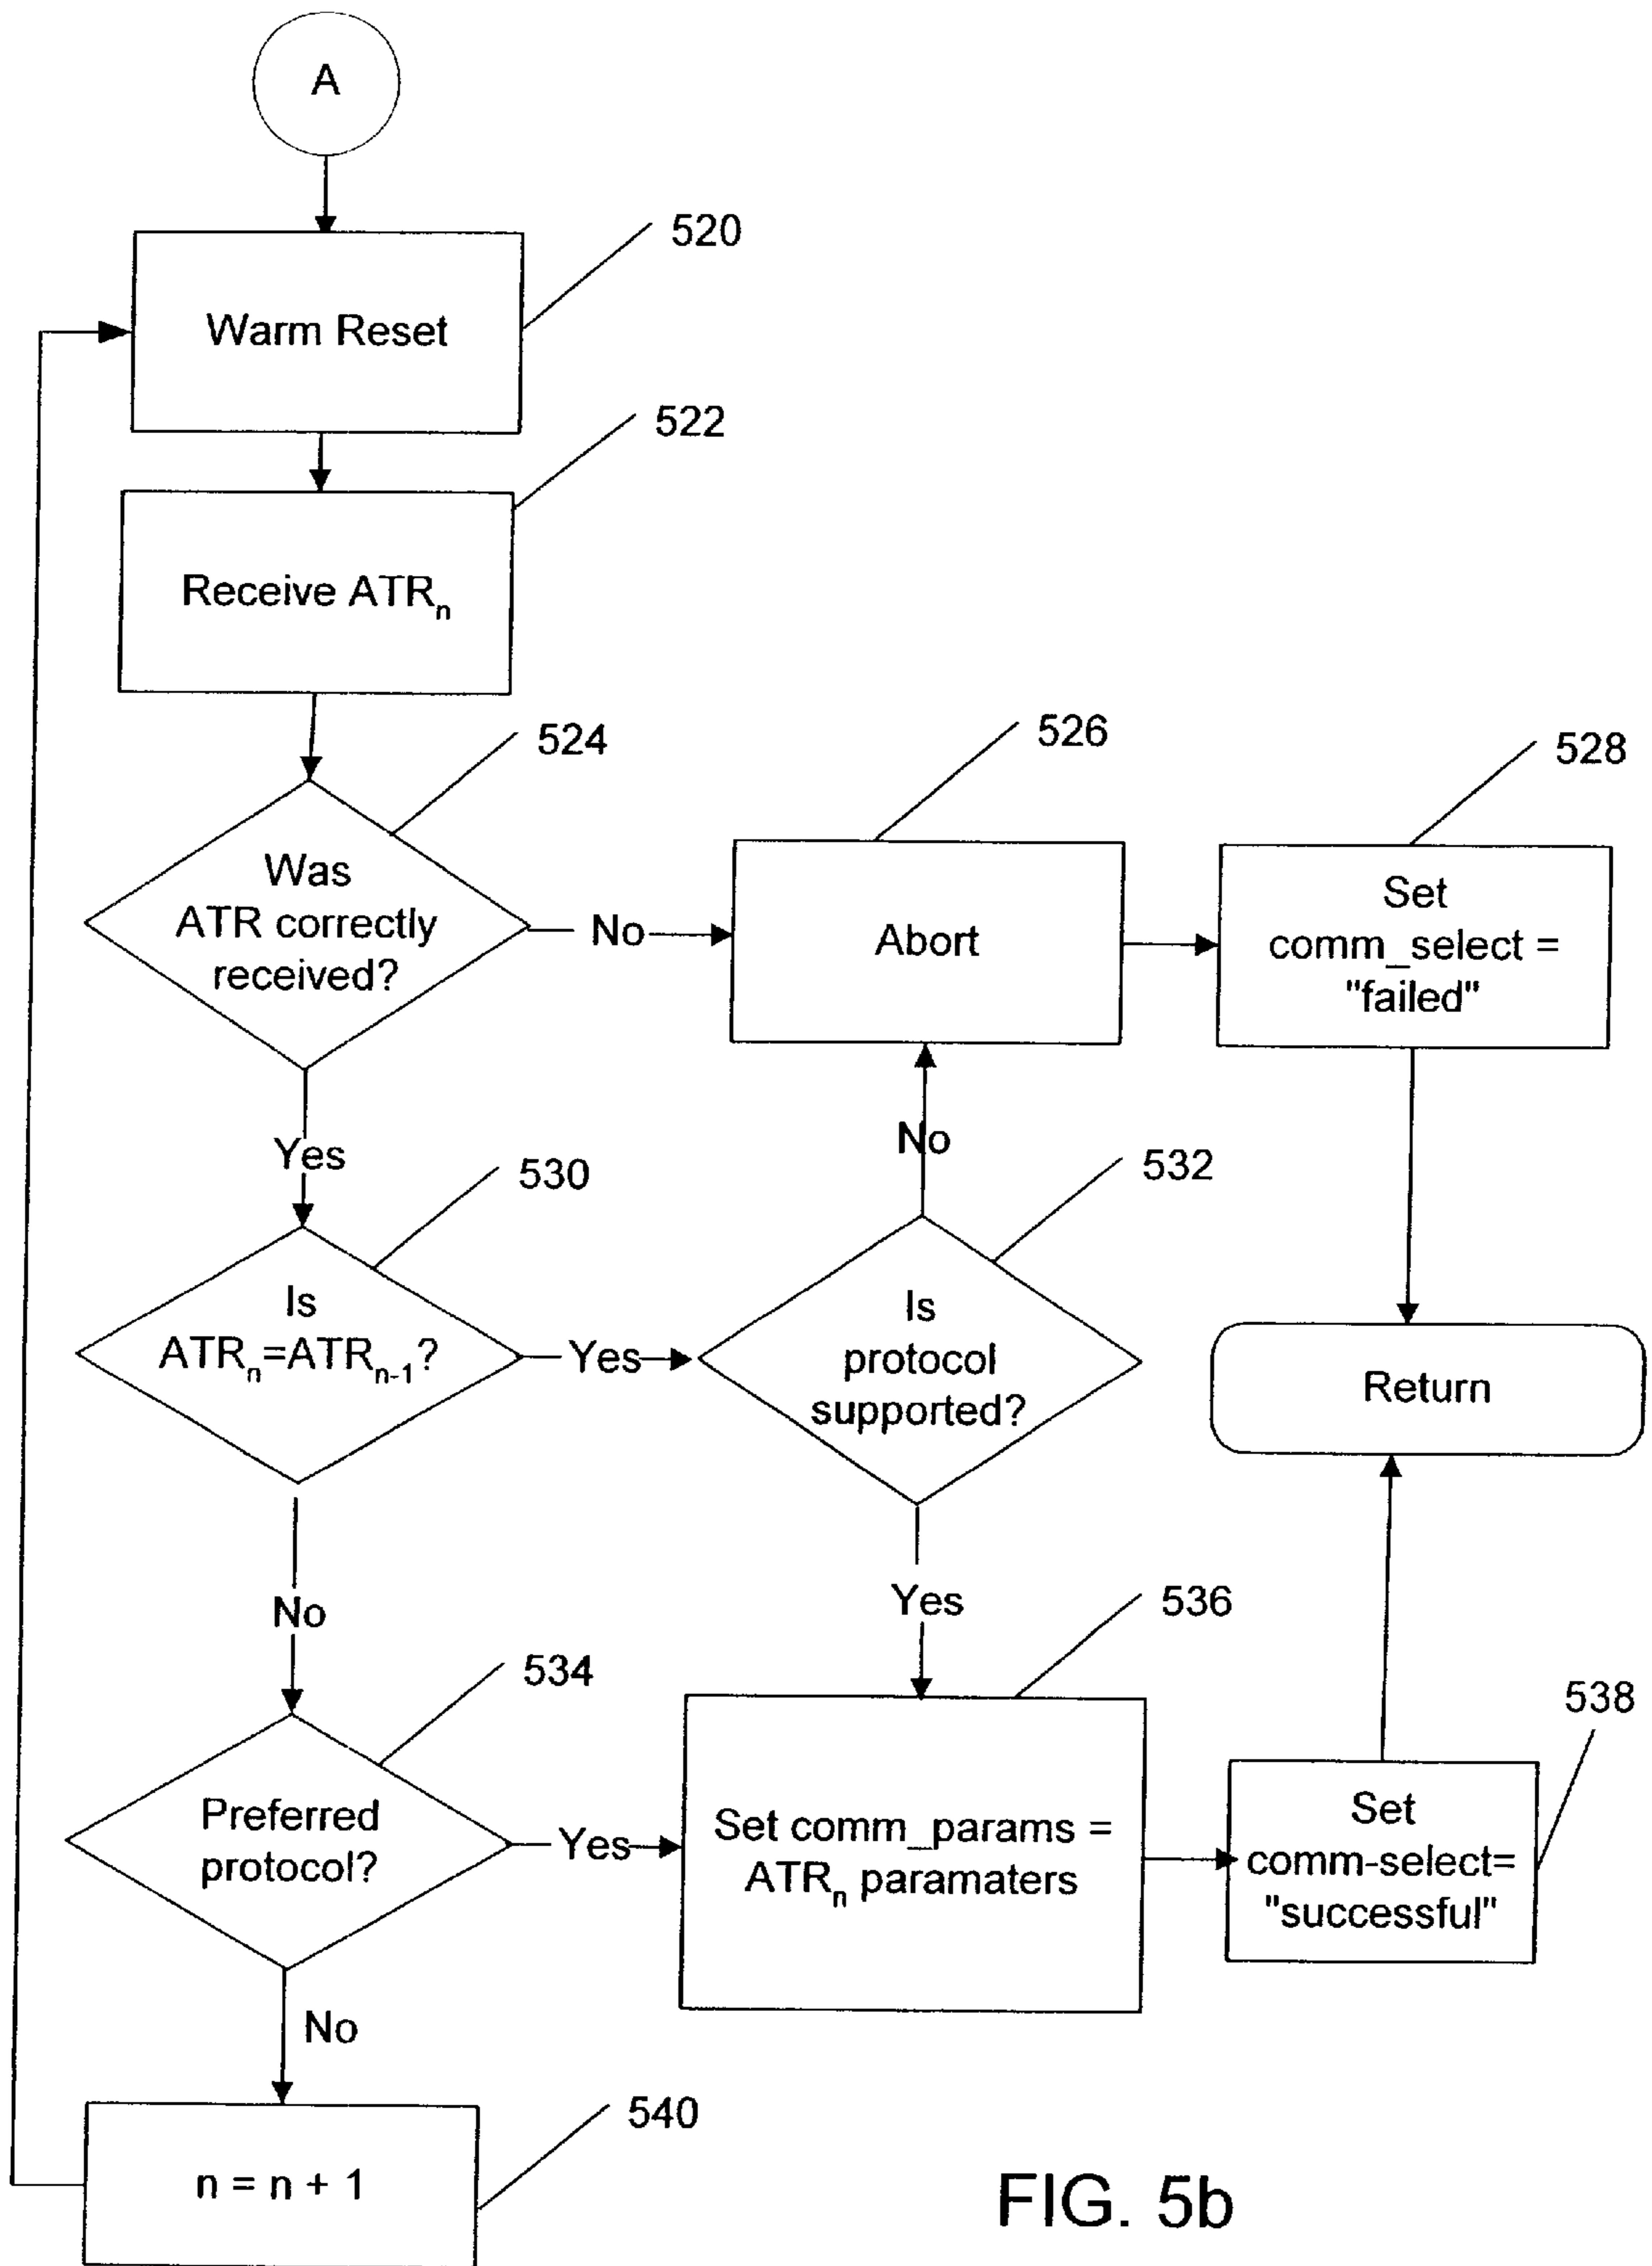 A
520
Warm Reset
522
Receive ATRn
524
526
528
Was
ATR correctly
received?
No
Abort
Set
comm_select =
"failed"
Yes
No
530
532
Is
ATRn=ATRn-1?
Yes
Is
protocol
supported?
Return
No
Yes
536
534
538
Preferred
protocol?
Yes
Set comm_params =
ATRn paramaters
Set
comm-select=
"successful"
No
540
n = n + 1
FIG. 5b